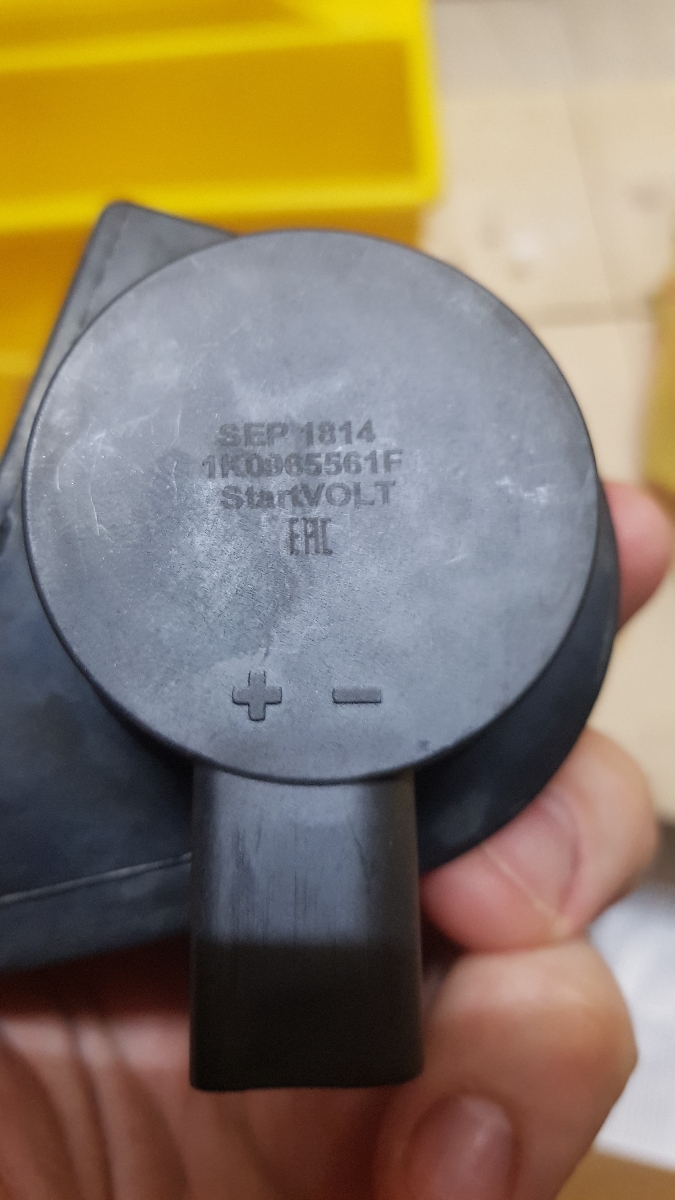 SEP 1814
1K0965561F
StartVOLT
EAC
+ −